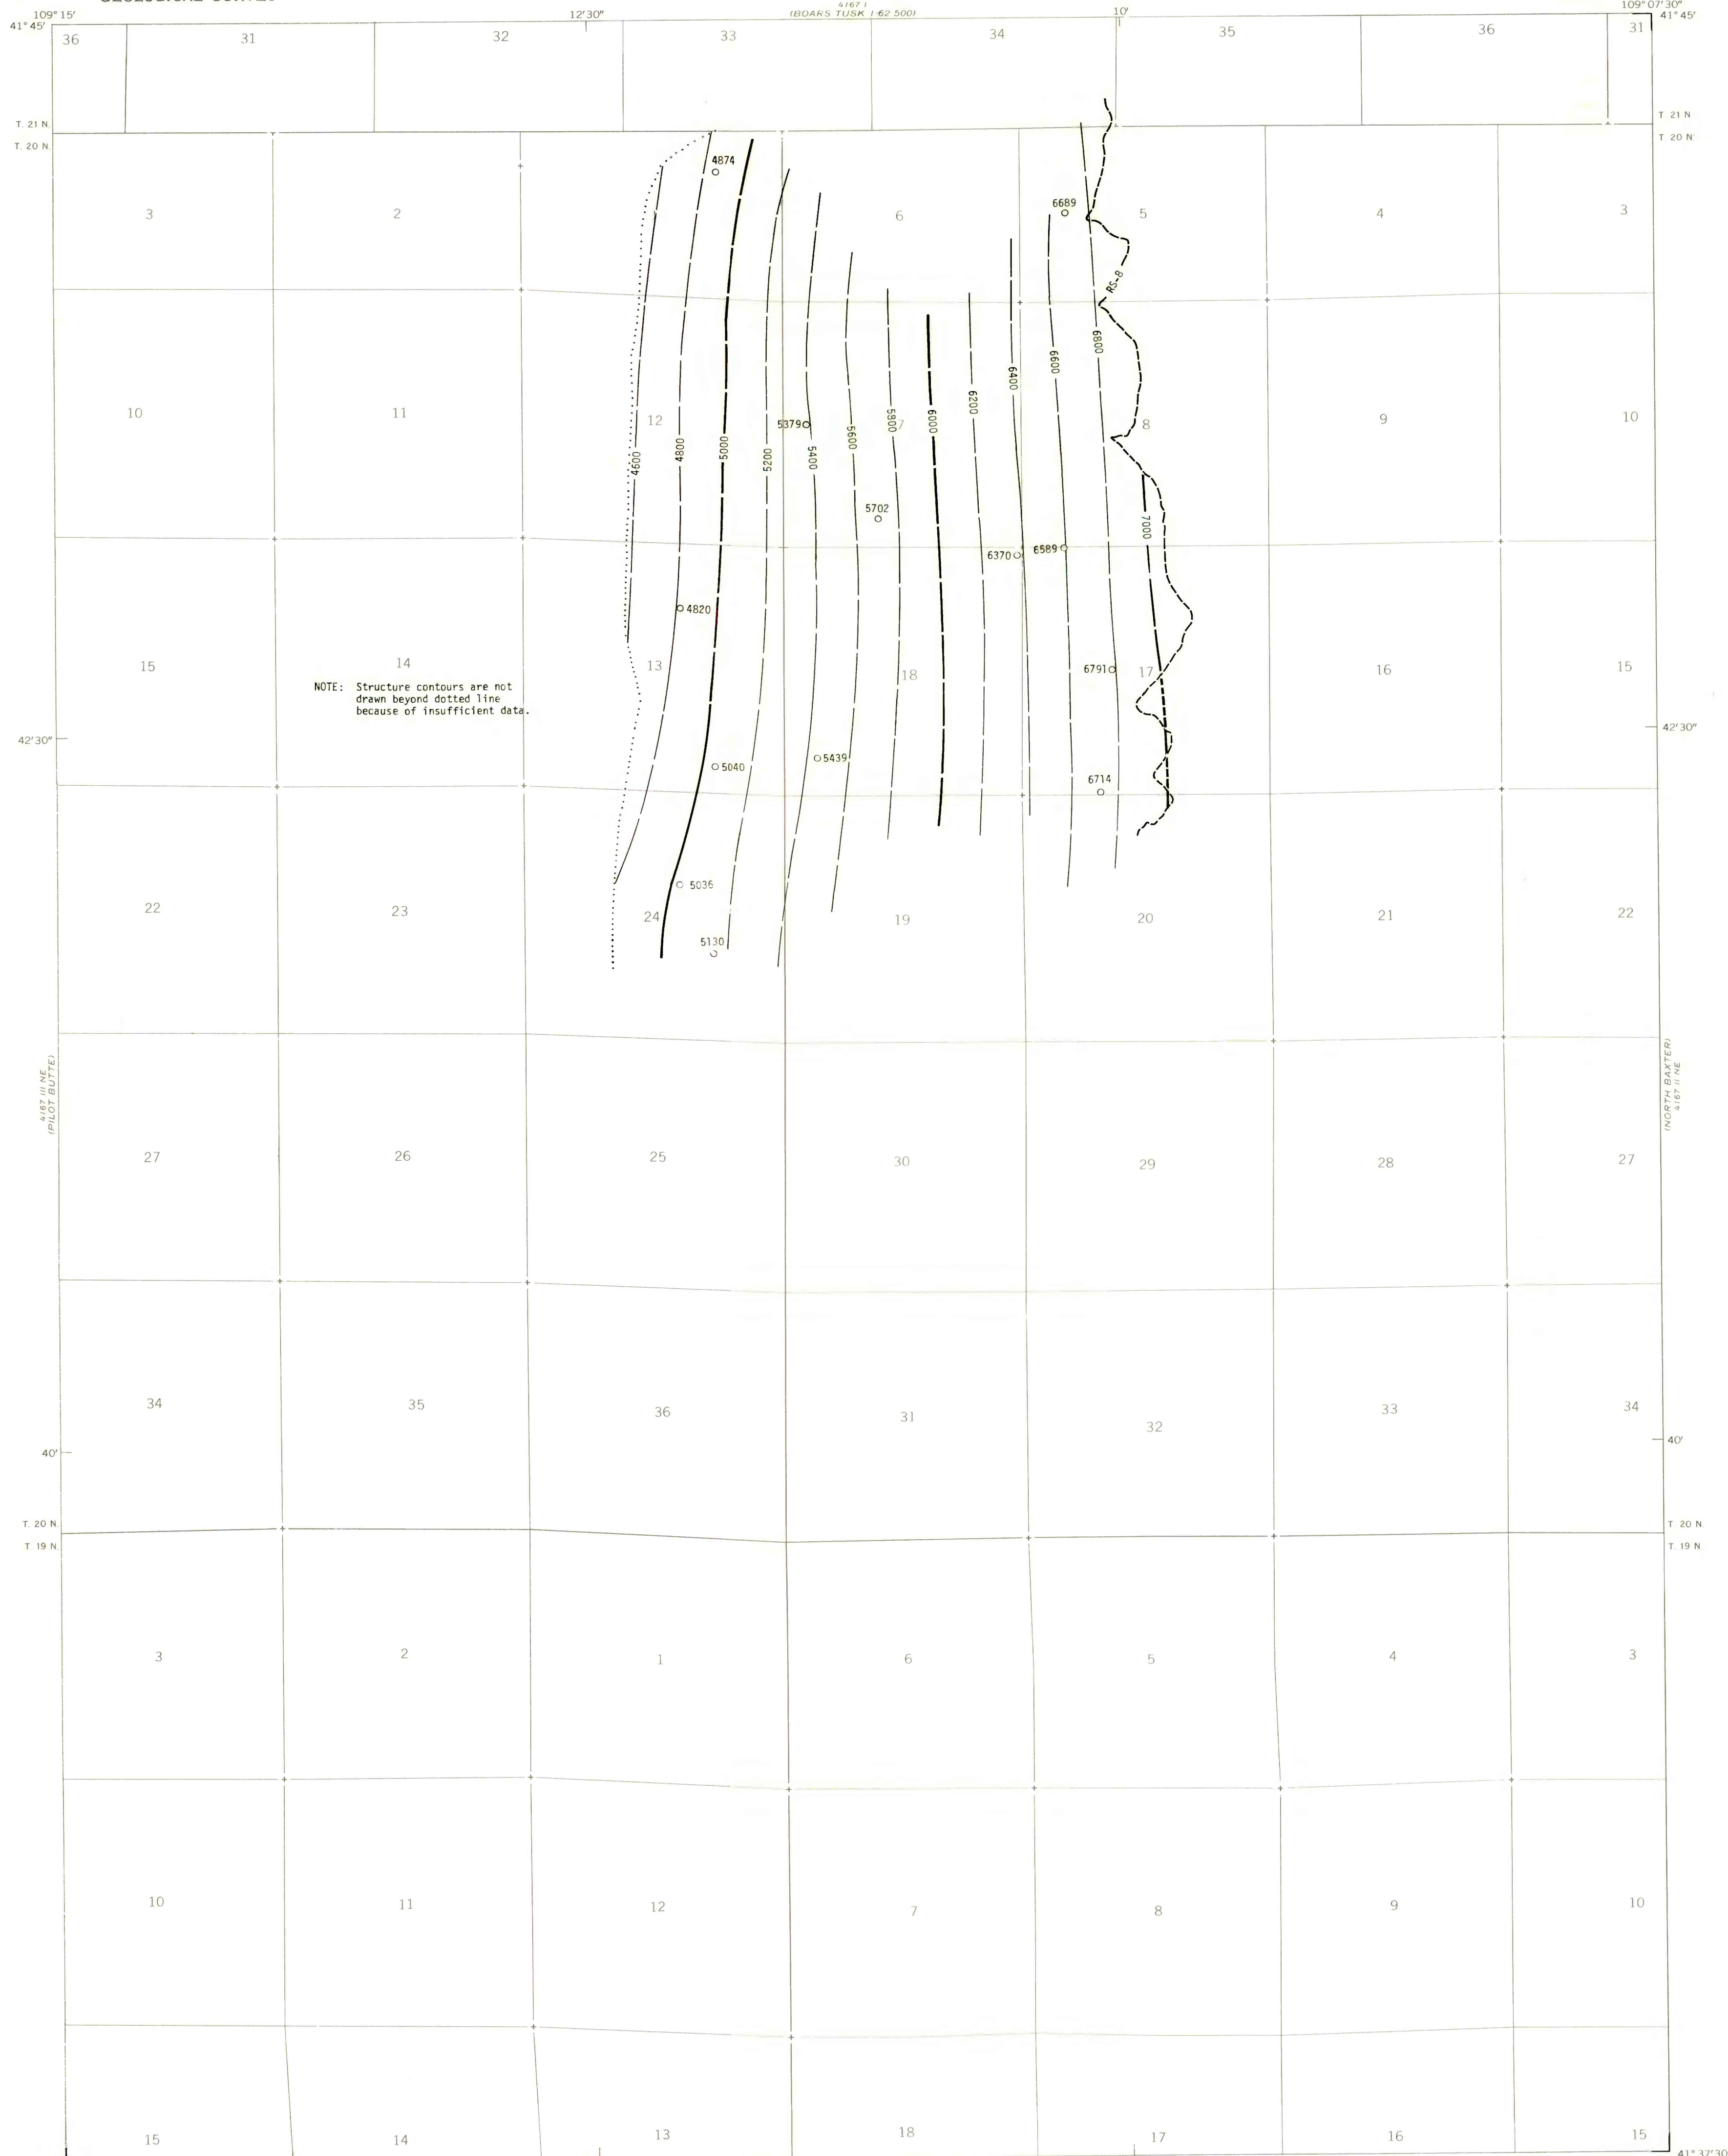 4167 I
109° 15′ 12′30″ (BOARS TUSK 1:62 500) 10′ 109° 07′30″
41° 45′ 41° 45′
36 31 32 33 34 35 36 31
T. 21 N. T 21 N
T. 20 N. T 20 N
4874
6689
3 2 6 5 4 3
RS-8
6800
6600
6400
6200
10 11 12 5379 5400 5600 5800 7 6000 8 9 10
4600 4800 5000 5200
5702
7000
6370 6589
4820
15 14 13 18 6791 17 16 15
NOTE: Structure contours are not
drawn beyond dotted line
because of insufficient data.
42′30″ 42′30″
5040 5439
6714
5036
22 23 24 19 20 21 22
5130
4167 III NE
(PILOT BUTTE)
(NORTH BAXTER)
4167 II NE
27 26 25 30 29 28 27
34 35 36 31 32 33 34
40′ 40′
T. 20 N. T 20 N.
T 19 N. T. 19 N
3 2 1 6 5 4 3
10 11 12 7 8 9 10
15 14 13 18 17 16 15
41° 37′30